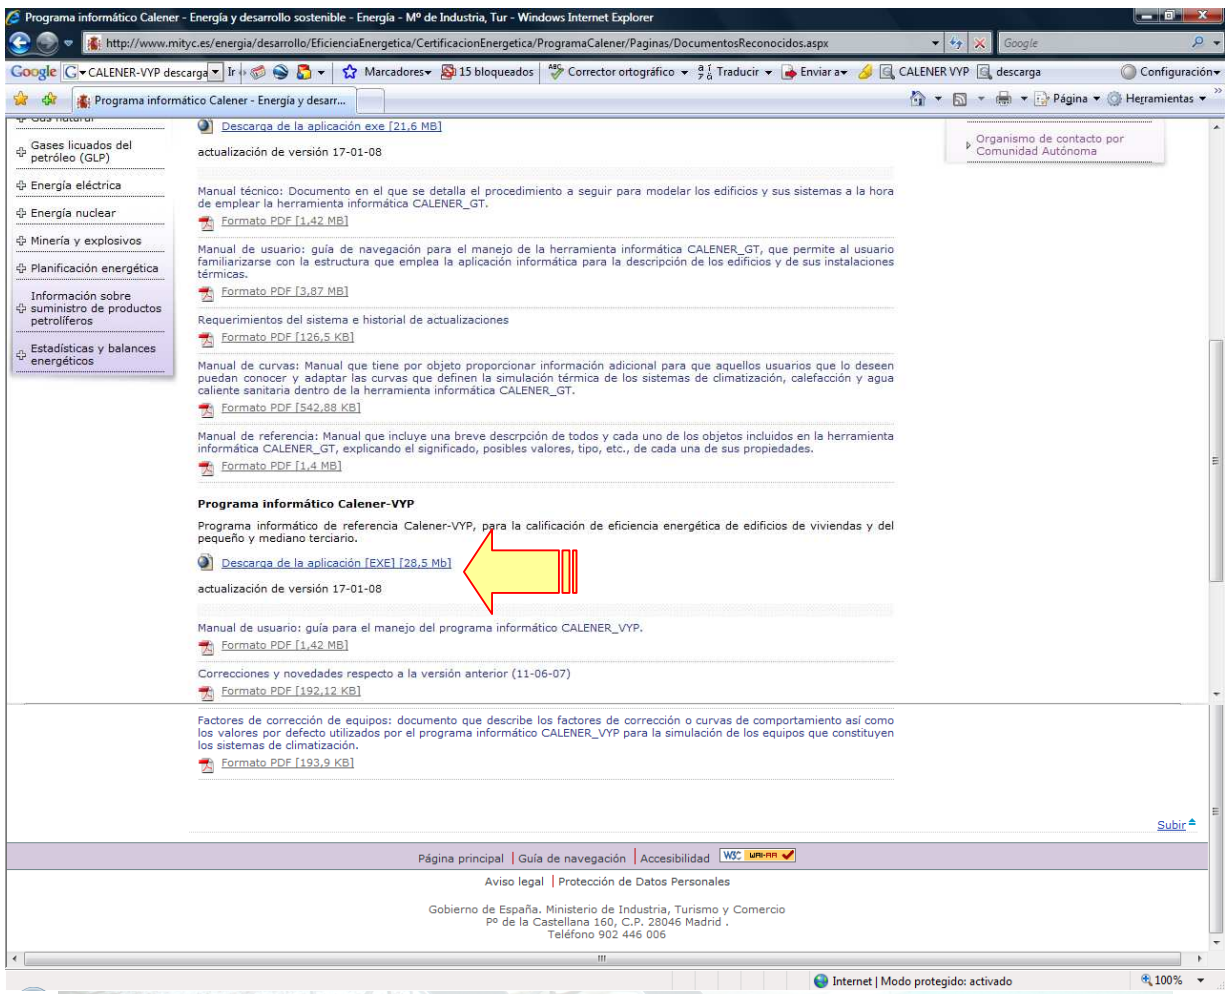 Programa informático Calener - Energía y desarrollo sostenible - Energía - Mº de Industria, Tur - Windows Internet Explorer
http://www.mityc.es/energia/desarrollo/EficienciaEnergetica/CertificacionEnergetica/ProgramaCalener/Paginas/DocumentosReconocidos.aspx
Google
Google
G
CALENER-VYP descarga
Ir
Marcadores
15 bloqueados
Corrector ortográfico
Traducir
Enviar a
CALENER VYP
descarga
Configuración
Programa informático Calener - Energía y desarr...
Página
Herramientas
Gas natural
Gases licuados del
petróleo (GLP)
Energía eléctrica
Energía nuclear
Minería y explosivos
Planificación energética
Información sobre
suministro de productos
petrolíferos
Estadísticas y balances
energéticos
Descarga de la aplicación exe [21,6 MB]
actualización de versión 17-01-08
Manual técnico: Documento en el que se detalla el procedimiento a seguir para modelar los edificios y sus sistemas a la hora
de emplear la herramienta informática CALENER_GT.
Formato PDF [1,42 MB]
Manual de usuario: guía de navegación para el manejo de la herramienta informática CALENER_GT, que permite al usuario
familiarizarse con la estructura que emplea la aplicación informática para la descripción de los edificios y de sus instalaciones
térmicas.
Formato PDF [3,87 MB]
Requerimientos del sistema e historial de actualizaciones
Formato PDF [126,5 KB]
Manual de curvas: Manual que tiene por objeto proporcionar información adicional para que aquellos usuarios que lo deseen
puedan conocer y adaptar las curvas que definen la simulación térmica de los sistemas de climatización, calefacción y agua
caliente sanitaria dentro de la herramienta informática CALENER_GT.
Formato PDF [542,88 KB]
Manual de referencia: Manual que incluye una breve descrpción de todos y cada uno de los objetos incluidos en la herramienta
informática CALENER_GT, explicando el significado, posibles valores, tipo, etc., de cada una de sus propiedades.
Formato PDF [1,4 MB]
Programa informático Calener-VYP
Programa informático de referencia Calener-VYP, para la calificación de eficiencia energética de edificios de viviendas y del
pequeño y mediano terciario.
Descarga de la aplicación [EXE] [28,5 Mb]
actualización de versión 17-01-08
Manual de usuario: guía para el manejo del programa informático CALENER_VYP.
Formato PDF [1,42 MB]
Correcciones y novedades respecto a la versión anterior (11-06-07)
Formato PDF [192,12 KB]
Factores de corrección de equipos: documento que describe los factores de corrección o curvas de comportamiento así como
los valores por defecto utilizados por el programa informático CALENER_VYP para la simulación de los equipos que constituyen
los sistemas de climatización.
Formato PDF [193,9 KB]
Organismo de contacto por
Comunidad Autónoma
Subir
Página principal | Guía de navegación | Accesibilidad W3C WAI-AA
Aviso legal | Protección de Datos Personales
Gobierno de España. Ministerio de Industria, Turismo y Comercio
Pº de la Castellana 160, C.P. 28046 Madrid .
Teléfono 902 446 006
Internet | Modo protegido: activado
100%